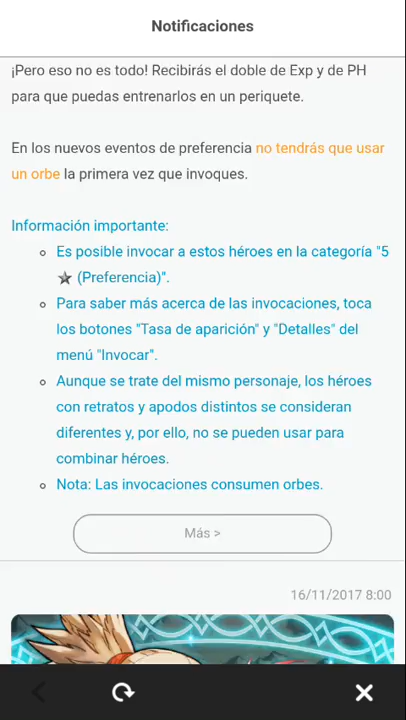 Notificaciones
¡Pero eso no es todo! Recibirás el doble de Exp y de PH
para que puedas entrenarlos en un periquete.
En los nuevos eventos de preferencia no tendrás que usar
un orbe la primera vez que invoques.
Información importante:
Es posible invocar a estos héroes en la categoría "5
★ (Preferencia)".
Para saber más acerca de las invocaciones, toca
los botones "Tasa de aparición" y "Detalles" del
menú "Invocar".
Aunque se trate del mismo personaje, los héroes
con retratos y apodos distintos se consideran
diferentes y, por ello, no se pueden usar para
combinar héroes.
Nota: Las invocaciones consumen orbes.
Más >
16/11/2017 8:00